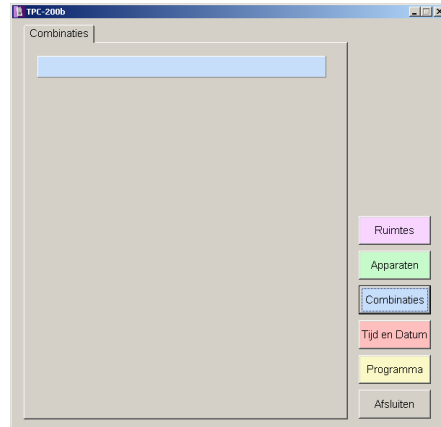 TPC-200b
Combinaties
Ruimtes
Apparaten
Combinaties
Tijd en Datum
Programma
Afsluiten